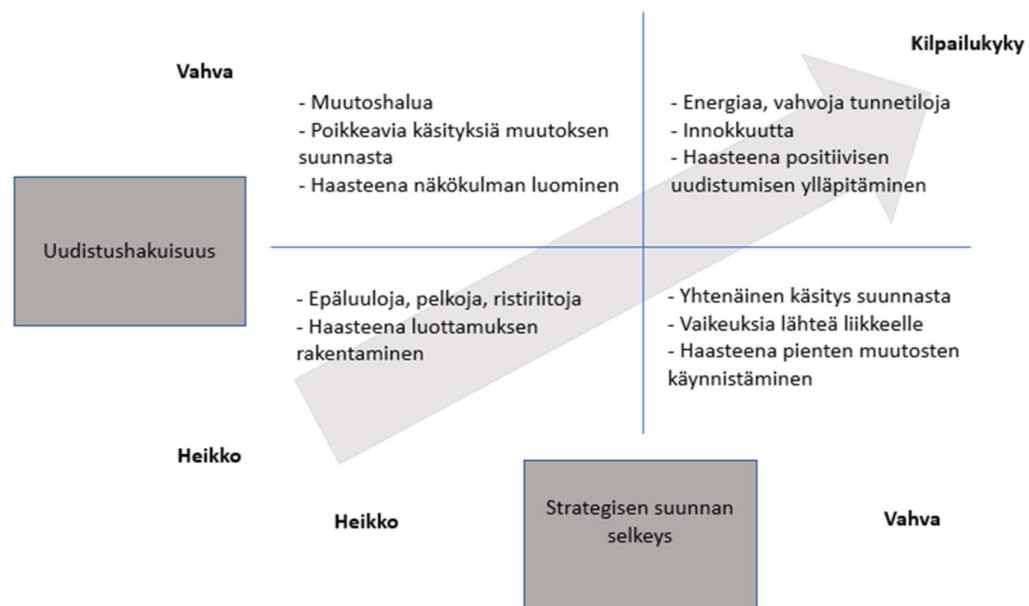 Kilpailukyky
Vahva
- Muutoshalua
- Poikkeavia käsityksiä muutoksen
suunnasta
- Haasteena näkökulman luominen
- Energiaa, vahvoja tunnetiloja
- Innokkuutta
- Haasteena positiivisen
uudistumisen ylläpitäminen
Uudistushakuisuus
- Epäluuloja, pelkoja, ristiriitoja
- Haasteena luottamuksen
rakentaminen
- Yhtenäinen käsitys suunnasta
- Vaikeuksia lähteä liikkeelle
- Haasteena pienten muutosten
käynnistäminen
Heikko
Heikko
Strategisen suunnan
selkeys
Vahva